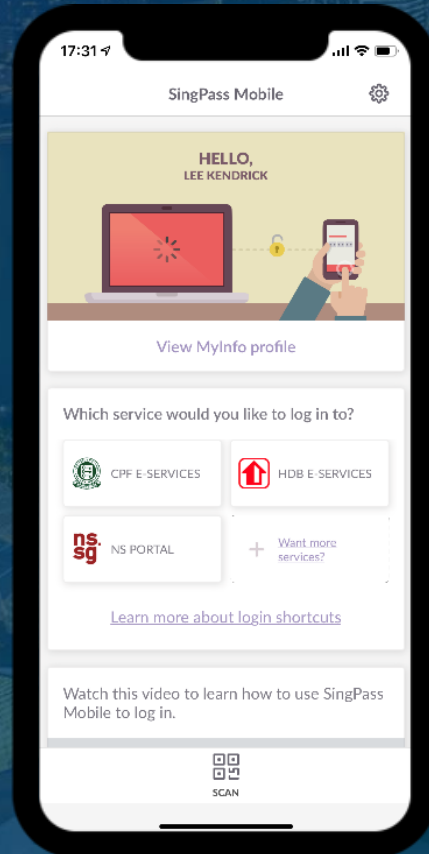 17:31
SingPass Mobile
HELLO,
LEE KENDRICK
View MyInfo profile
Which service would you like to log in to?
CPF E-SERVICES
HDB E-SERVICES
ns.
sg
NS PORTAL
+ Want more
services?
Learn more about login shortcuts
Watch this video to learn how to use SingPass
Mobile to log in.
SCAN